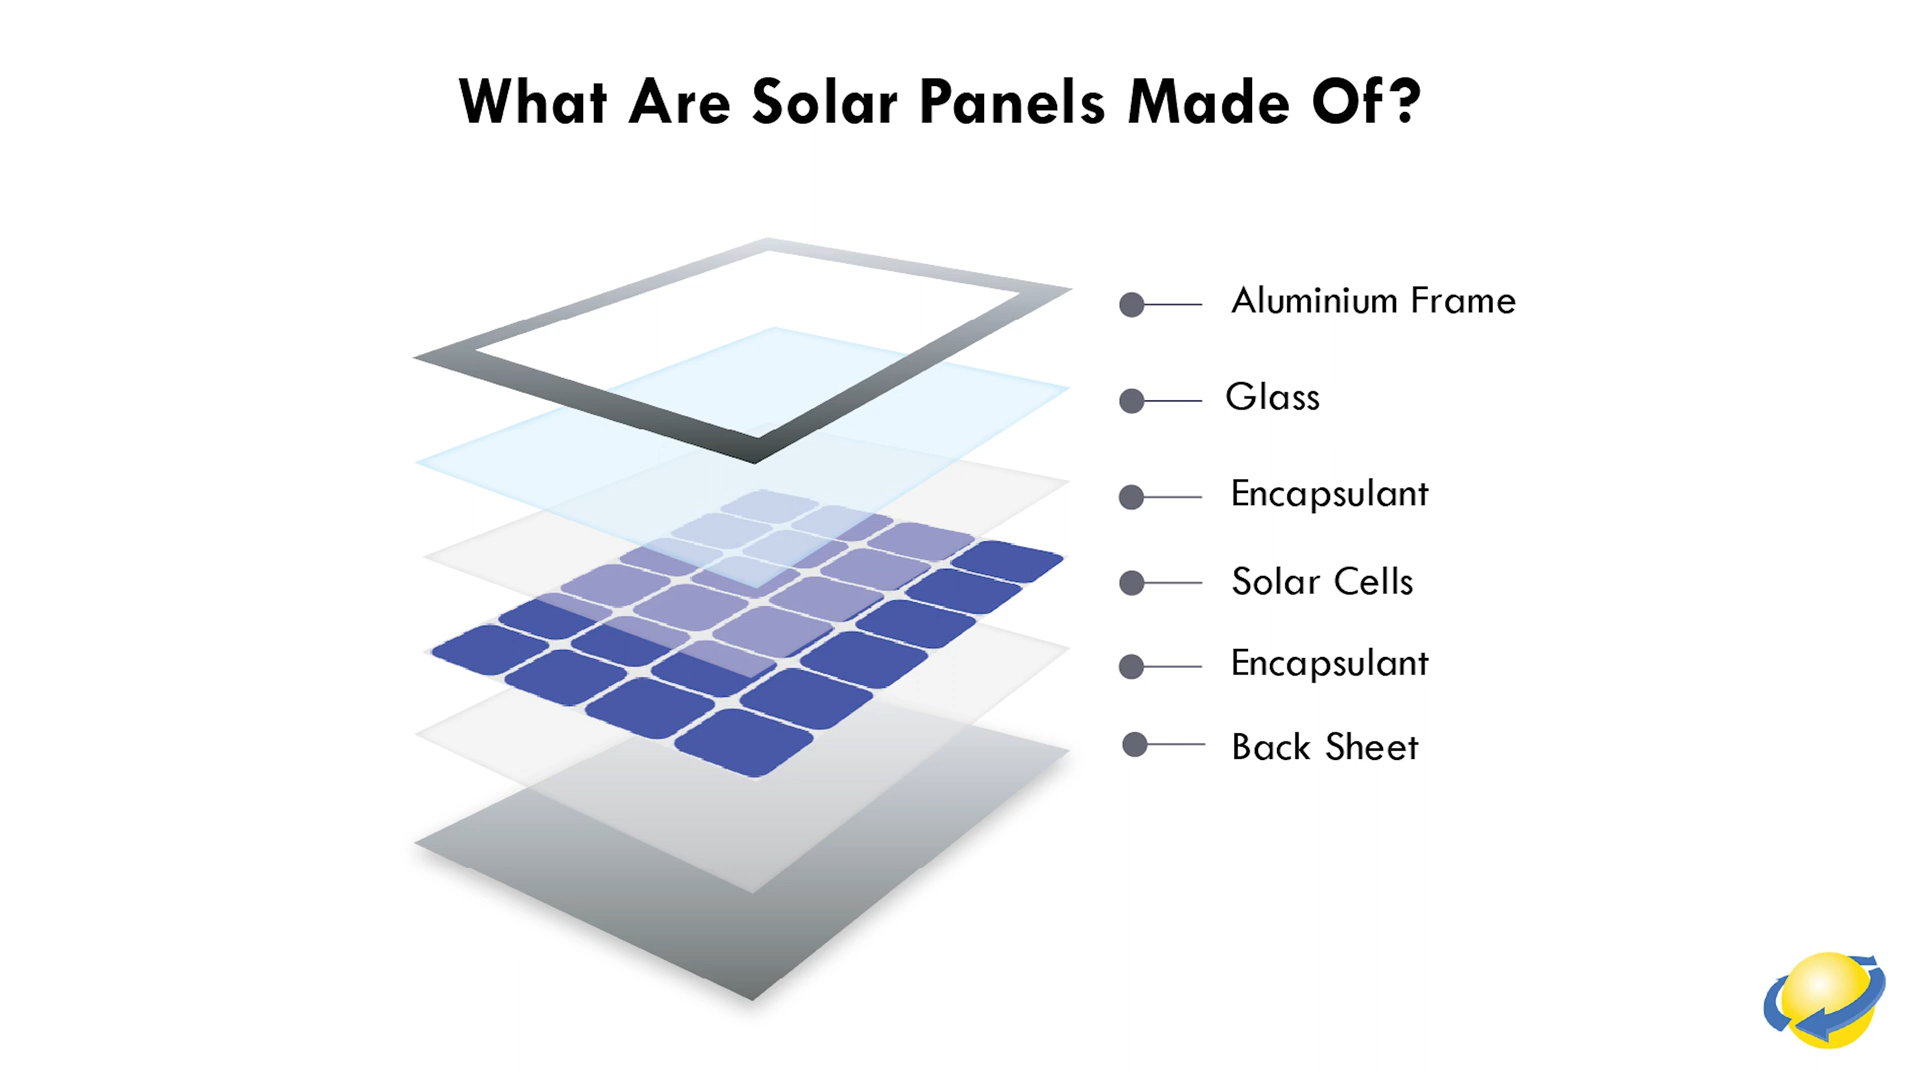 What Are Solar Panels Made Of?
Aluminium Frame
Glass
Encapsulant
Solar Cells
Encapsulant
Back Sheet